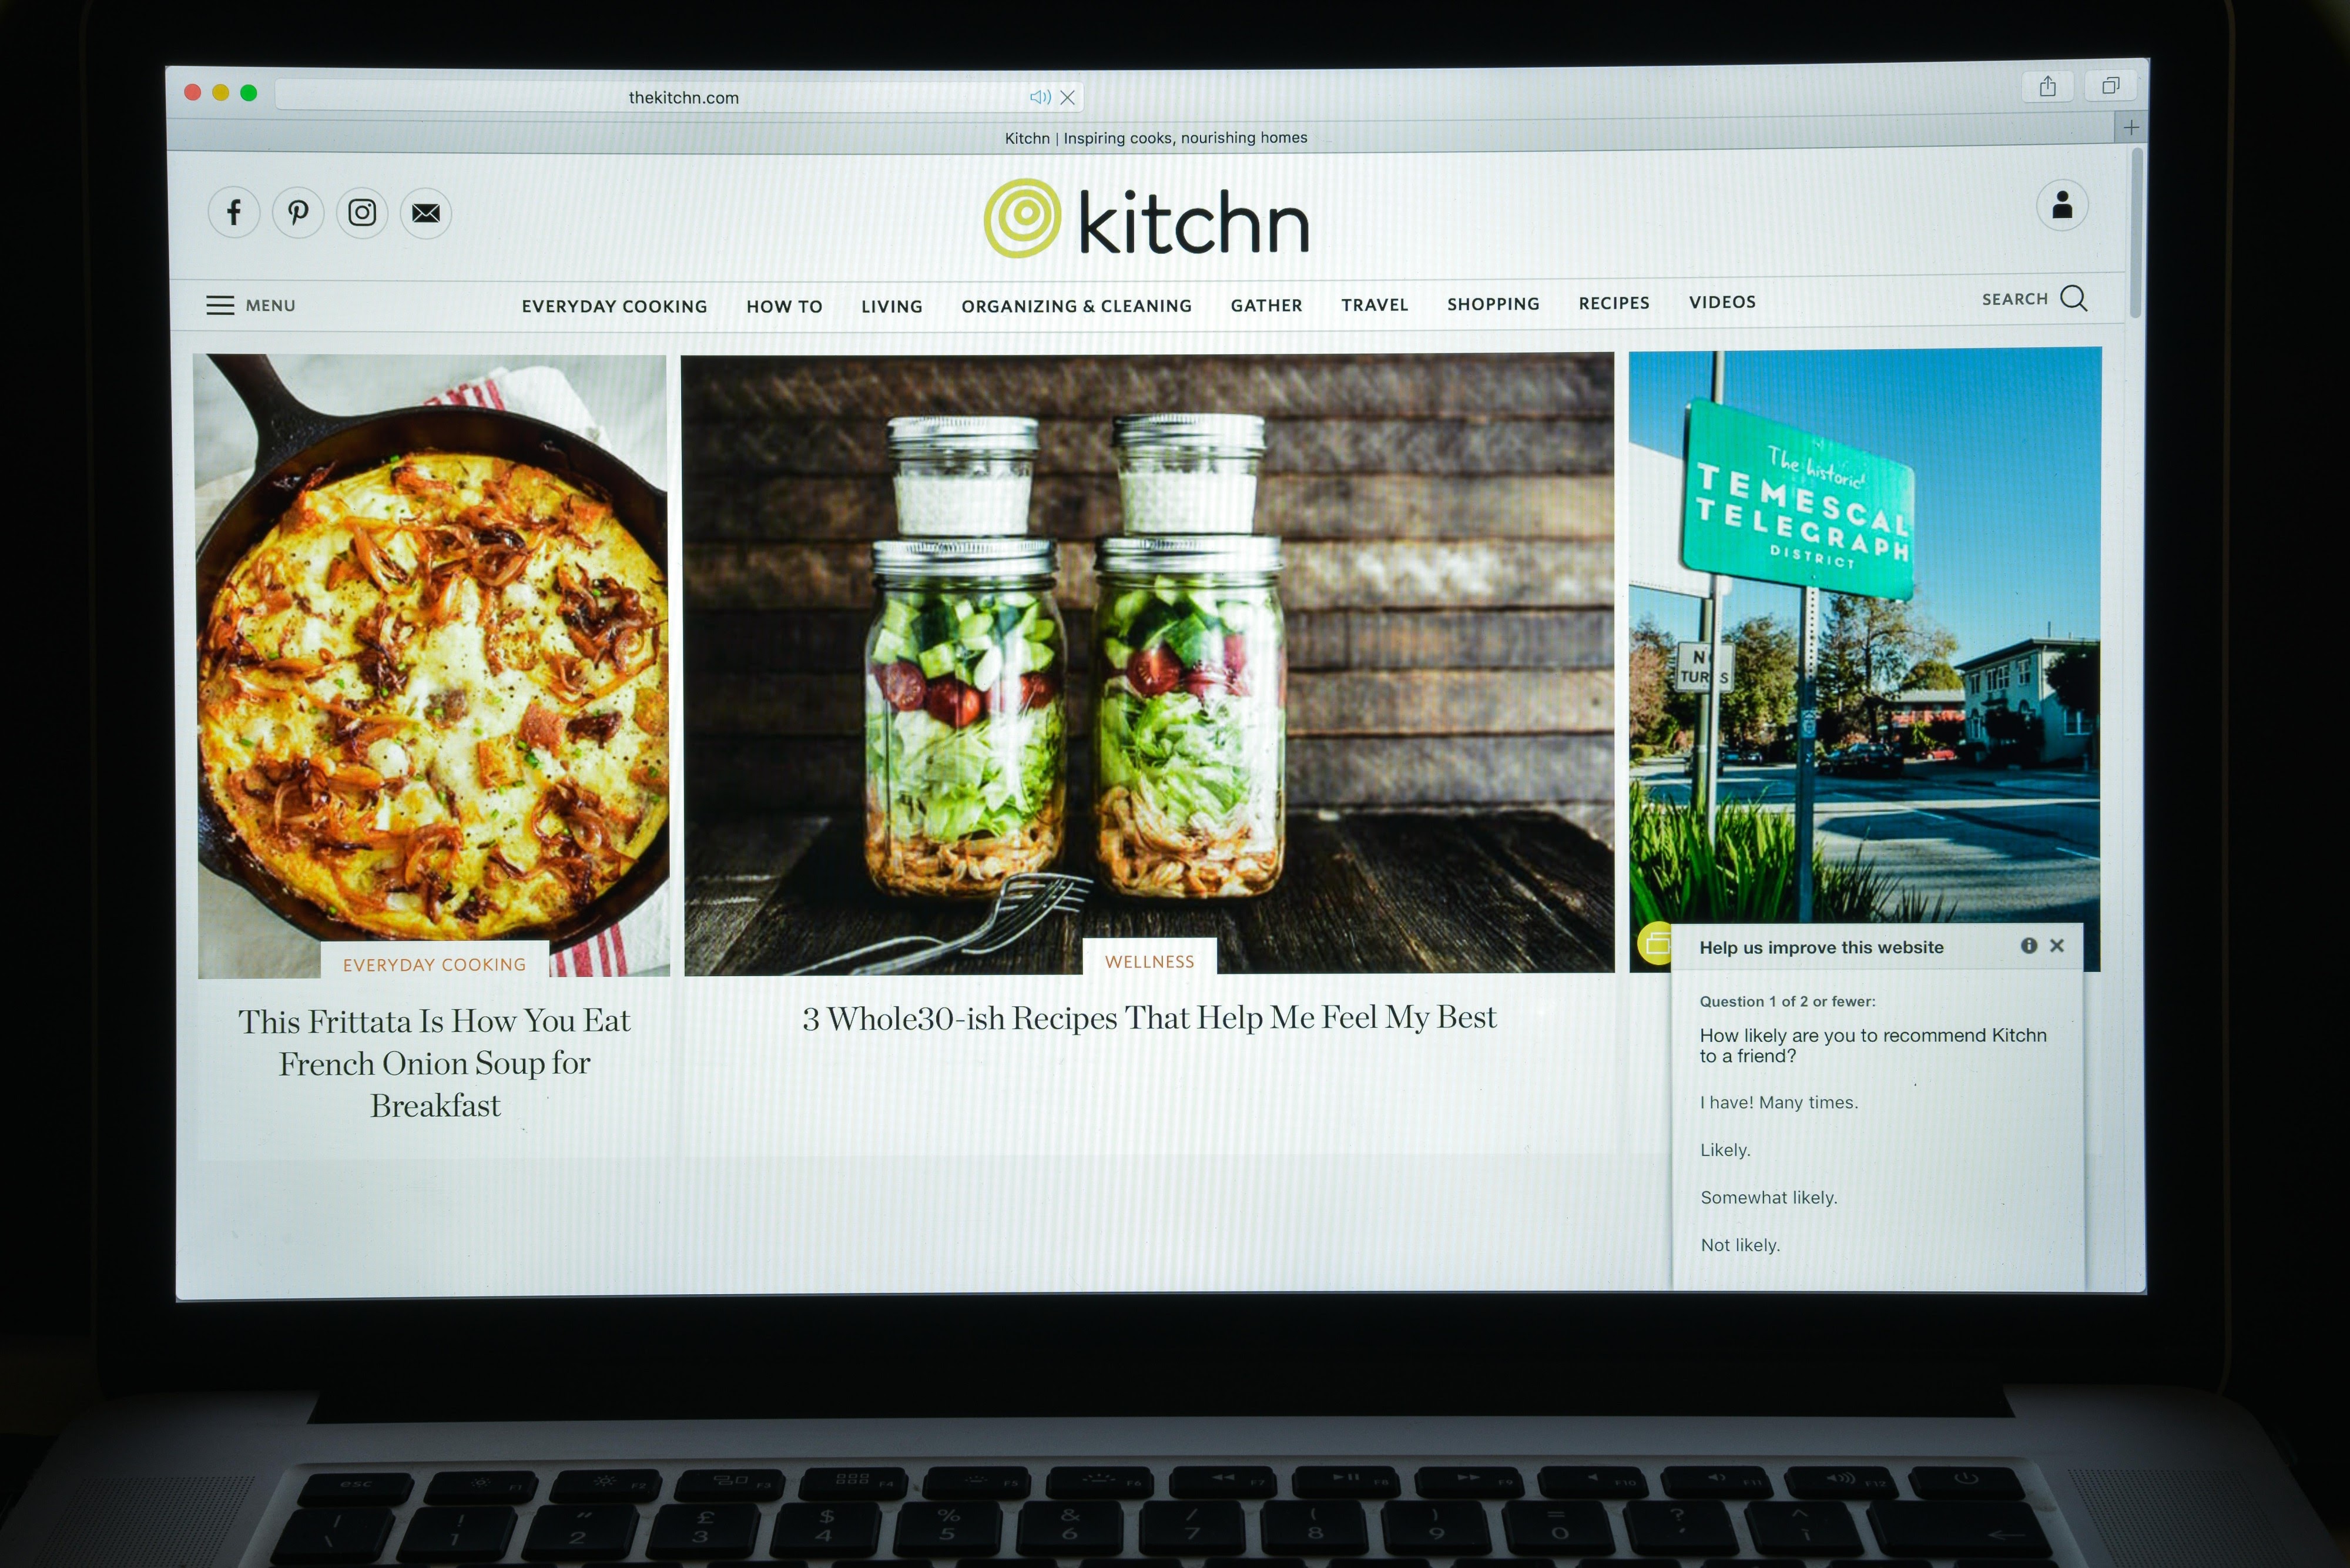 thekitchn.com
Kitchn | Inspiring cooks, nourishing homes
kitchn
MENU
EVERYDAY COOKING HOW TO LIVING ORGANIZING & CLEANING GATHER TRAVEL SHOPPING RECIPES VIDEOS
SEARCH
EVERYDAY COOKING
This Frittata Is How You Eat
French Onion Soup for
Breakfast
WELLNESS
3 Whole30-ish Recipes That Help Me Feel My Best
The historic
TEMESCAL
TELEGRAPH
DISTRICT
Help us improve this website
Question 1 of 2 or fewer:
How likely are you to recommend Kitchn
to a friend?
I have! Many times.
Likely.
Somewhat likely.
Not likely.
esc F1 F2 F3 F4 F5 F6 F7 F8 F9 F10 F11 F12
! ! " £ $ % & / ( ) = ? ^
\ 1 2 3 4 5 6 7 8 9 0 ' ì